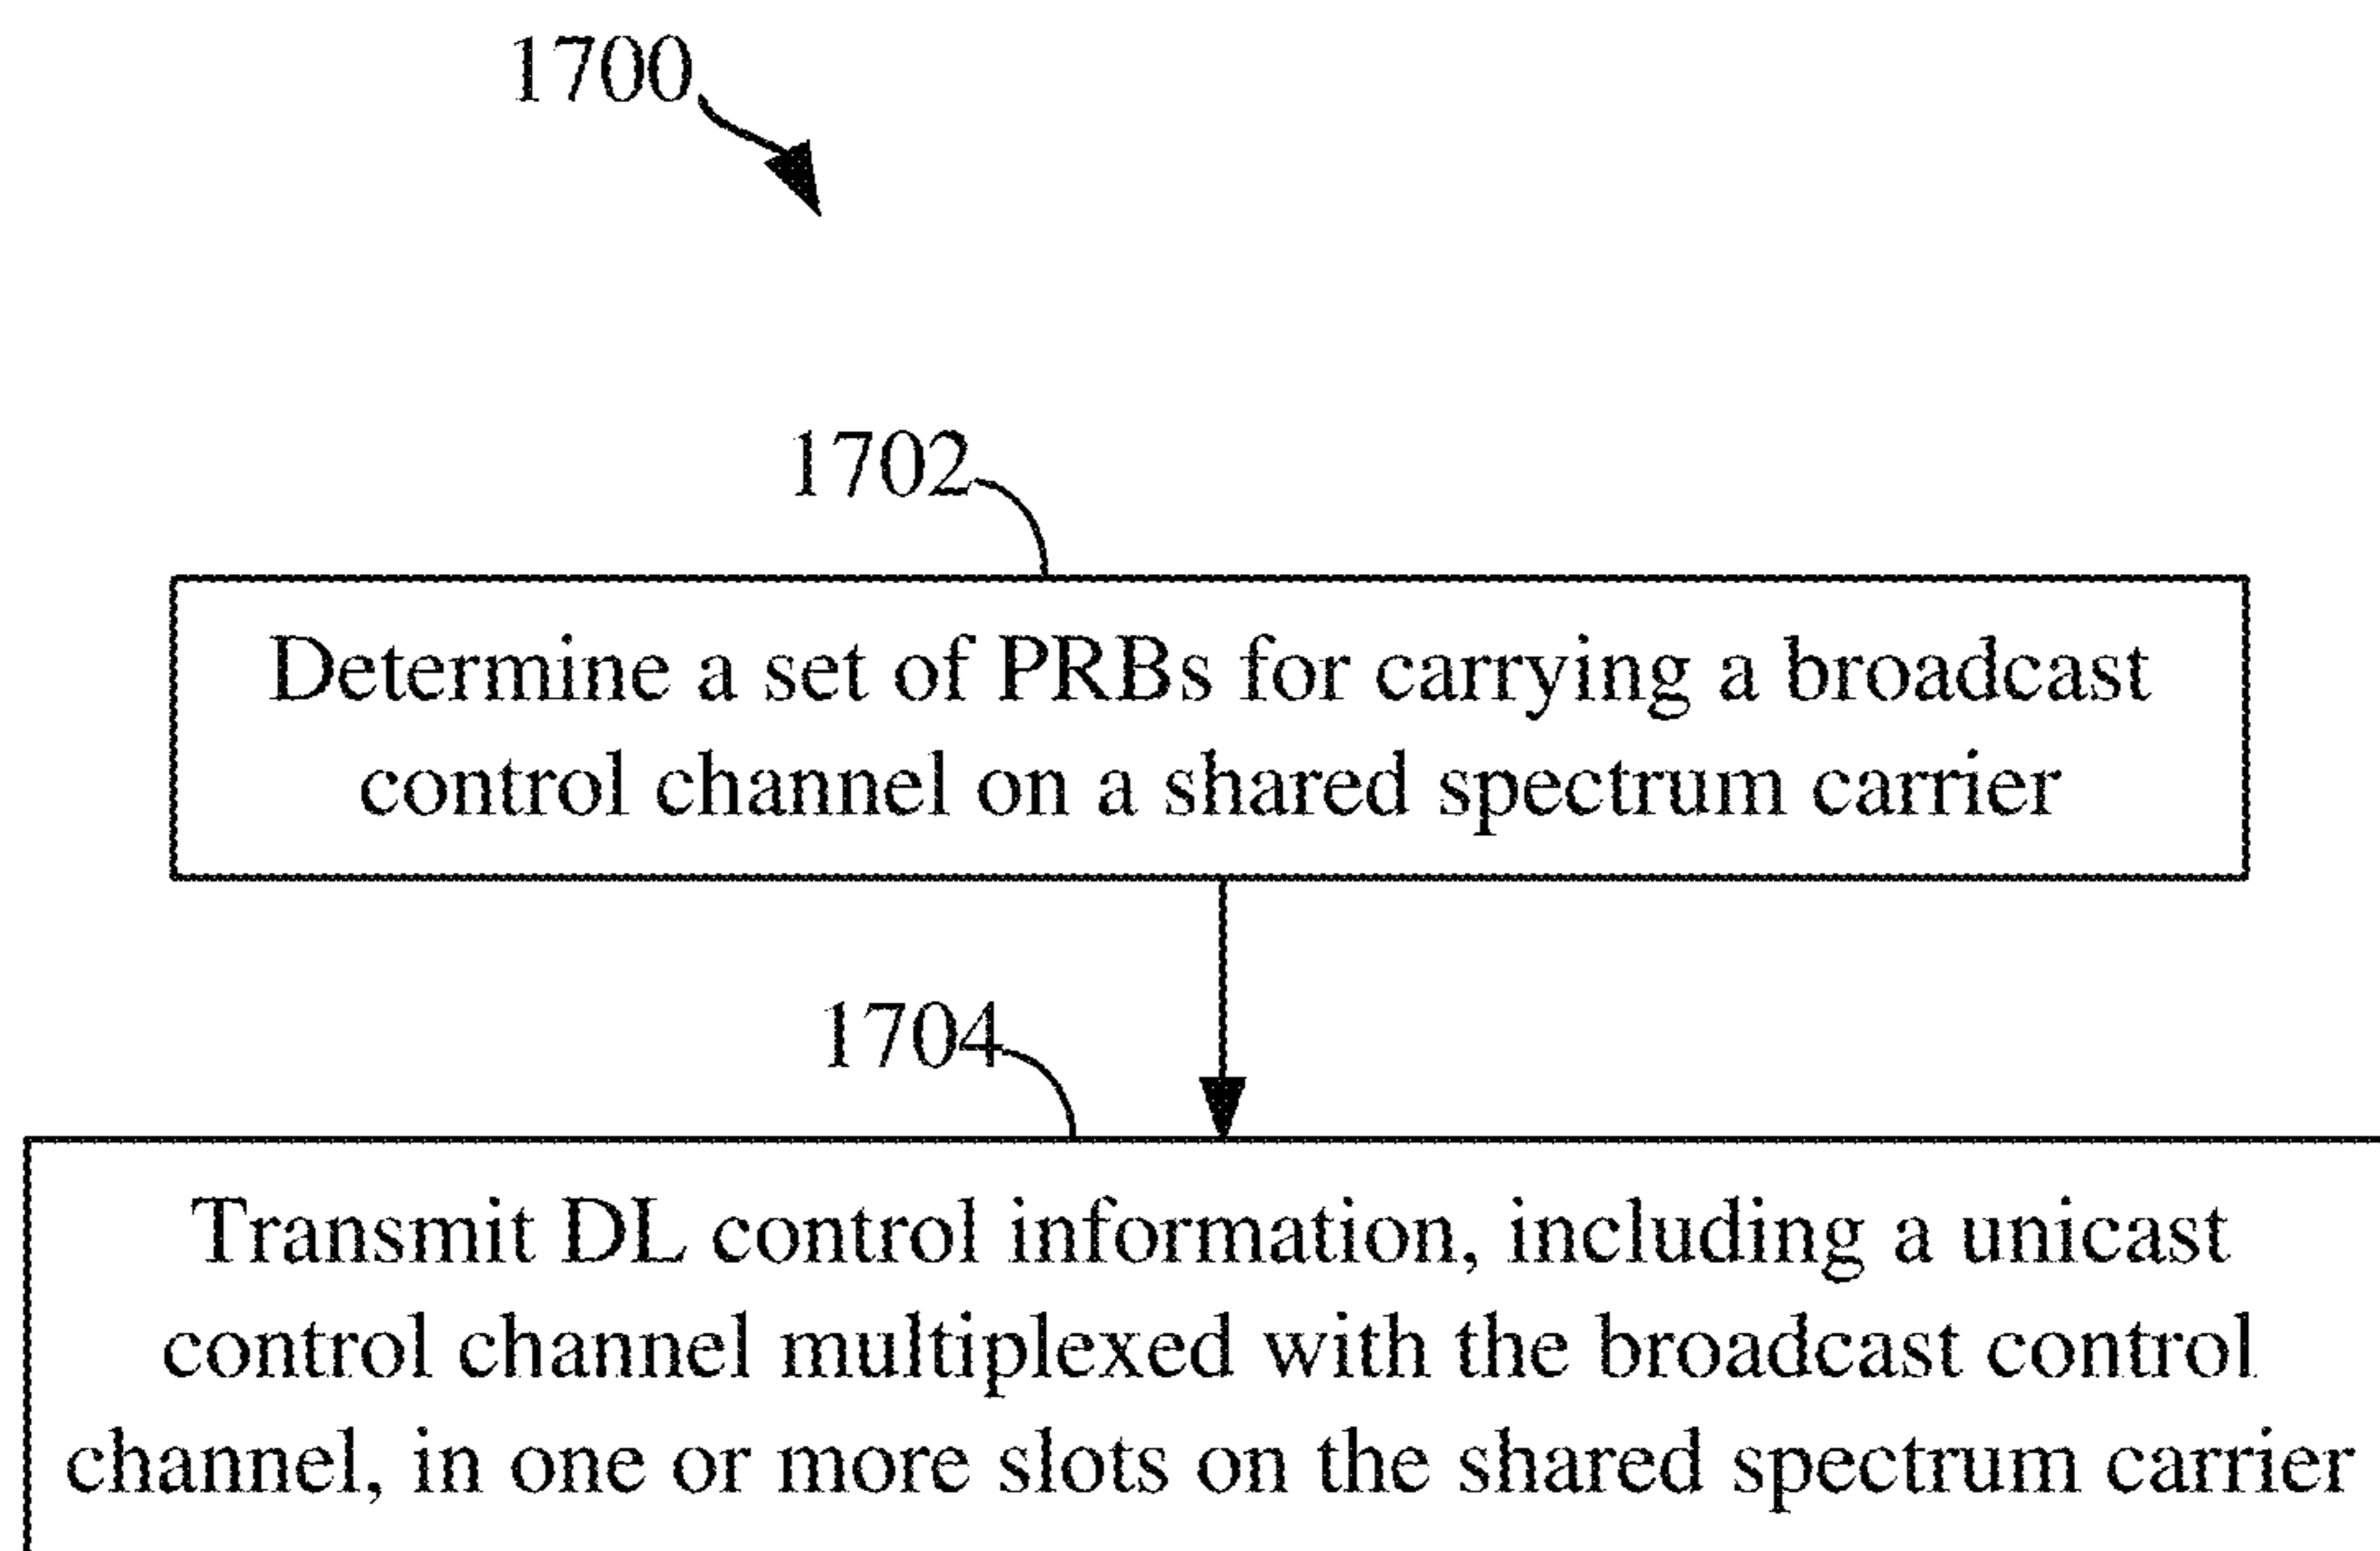 1700
1702
Determine a set of PRBs for carrying a broadcast
control channel on a shared spectrum carrier
1704
Transmit DL control information, including a unicast
control channel multiplexed with the broadcast control
channel, in one or more slots on the shared spectrum carrier